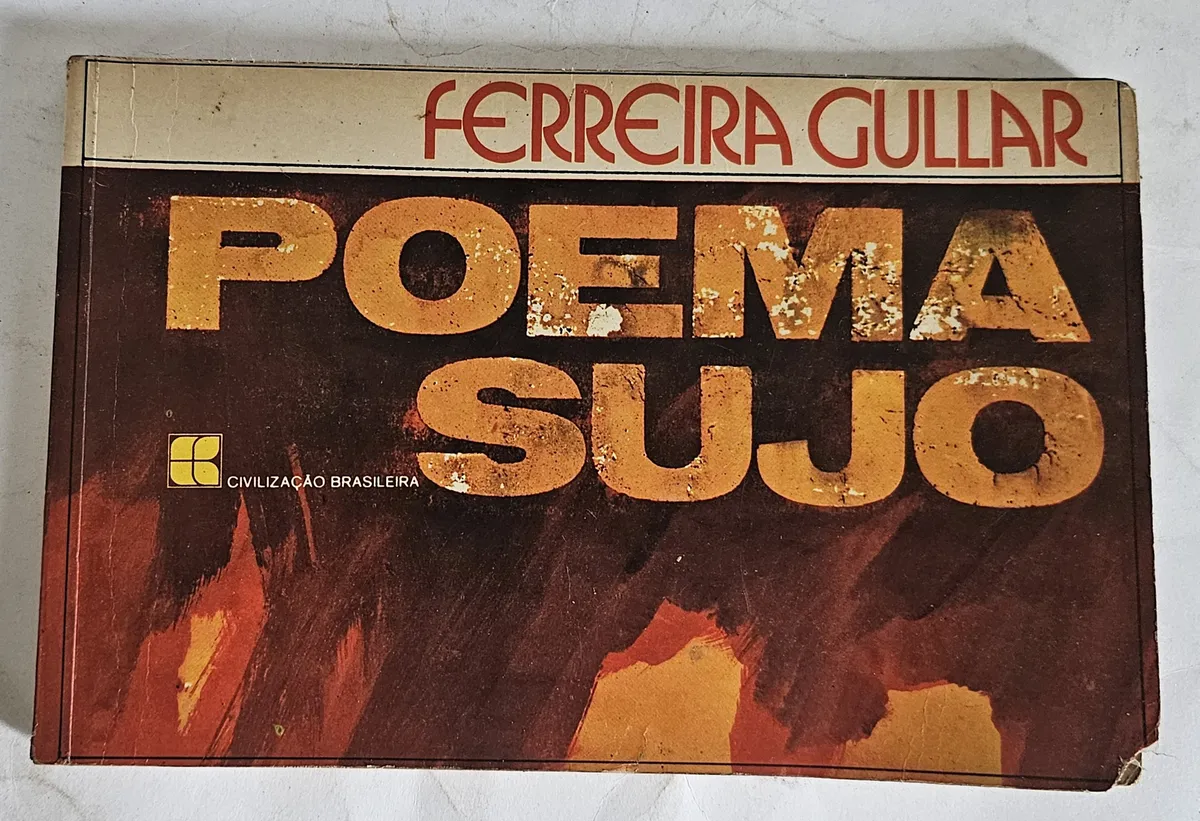 FERREIRA GULLAR
POEMA
SUJO
CIVILIZAÇÃO BRASILEIRA